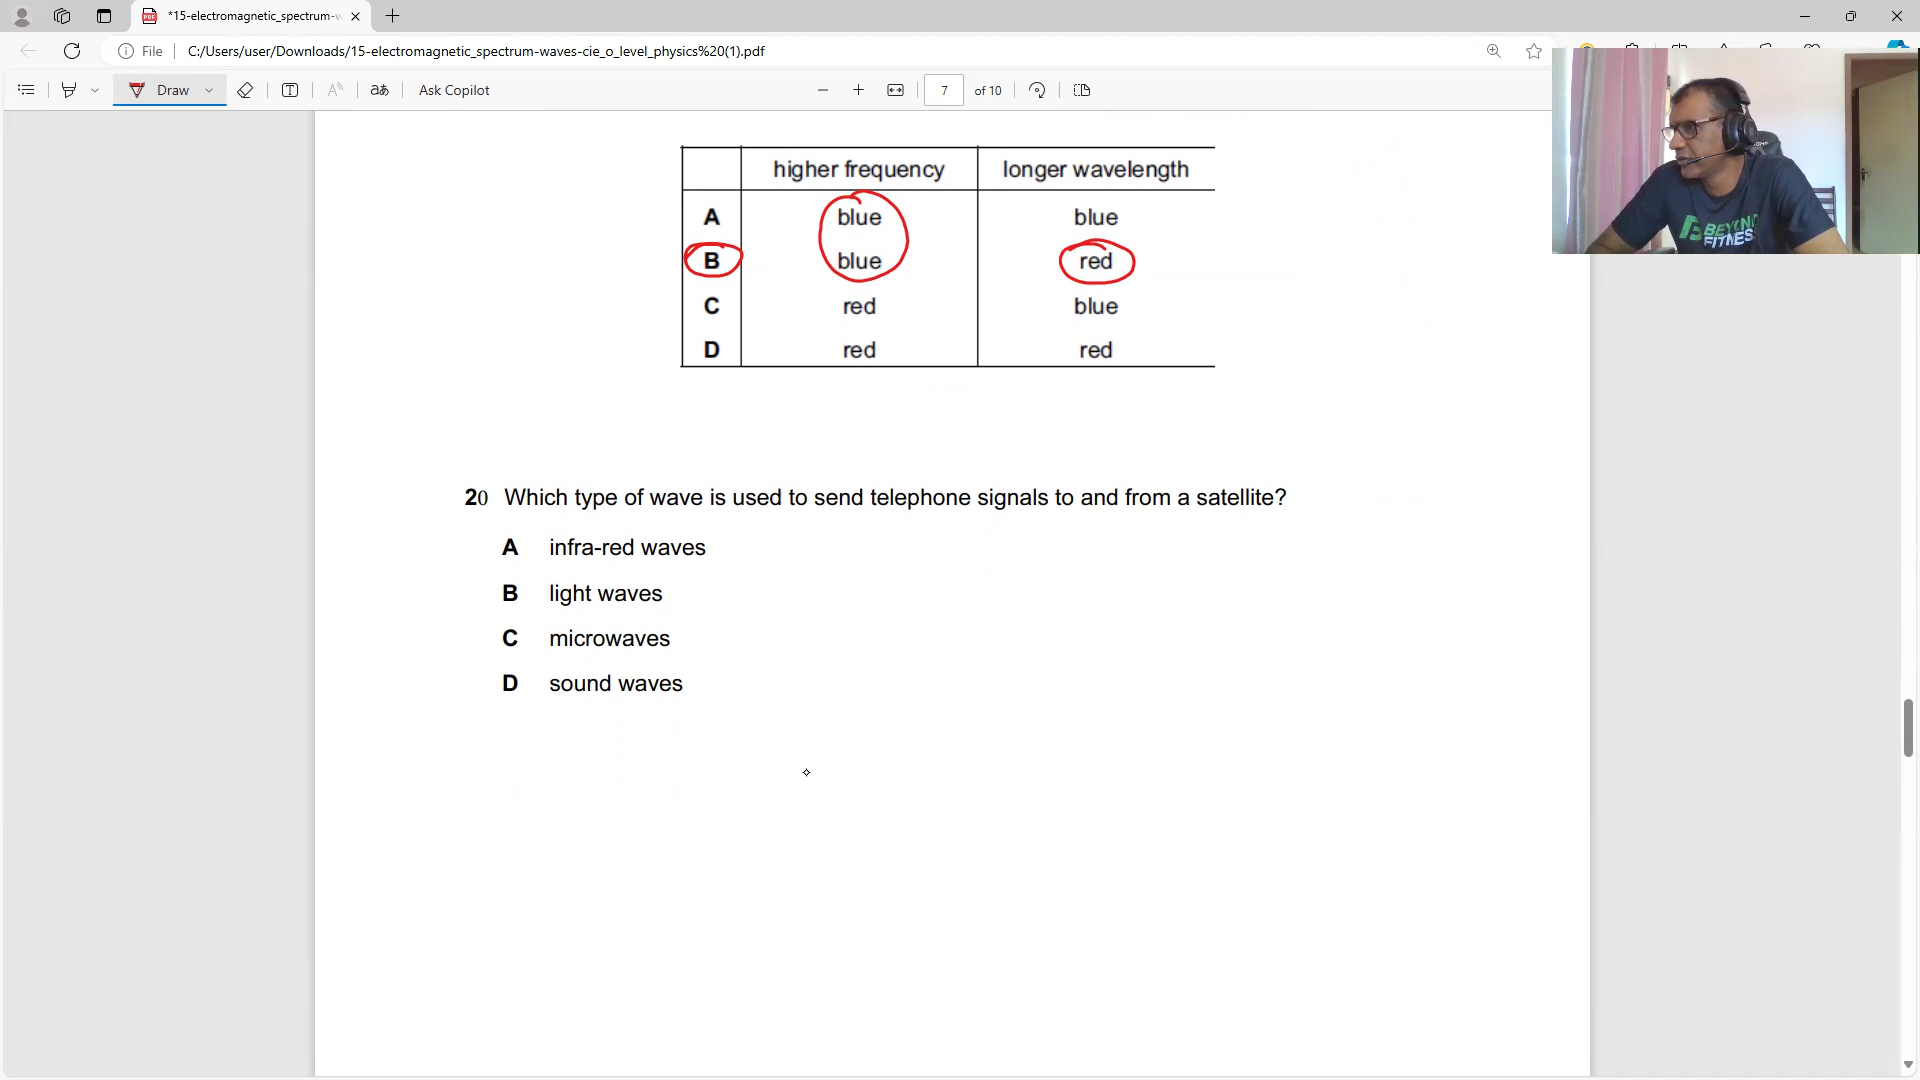 *15-electromagnetic_spectrum-w
File
C:/Users/user/Downloads/15-electromagnetic_spectrum-waves-cie_o_level_physics%20(1).pdf
Draw
Ask Copilot
7
of 10
higher frequency longer wavelength
A blue blue
B blue red
C red blue
D red red
20 Which type of wave is used to send telephone signals to and from a satellite?
A infra-red waves
B light waves
C microwaves
D sound waves
BEYOND
FITNESS